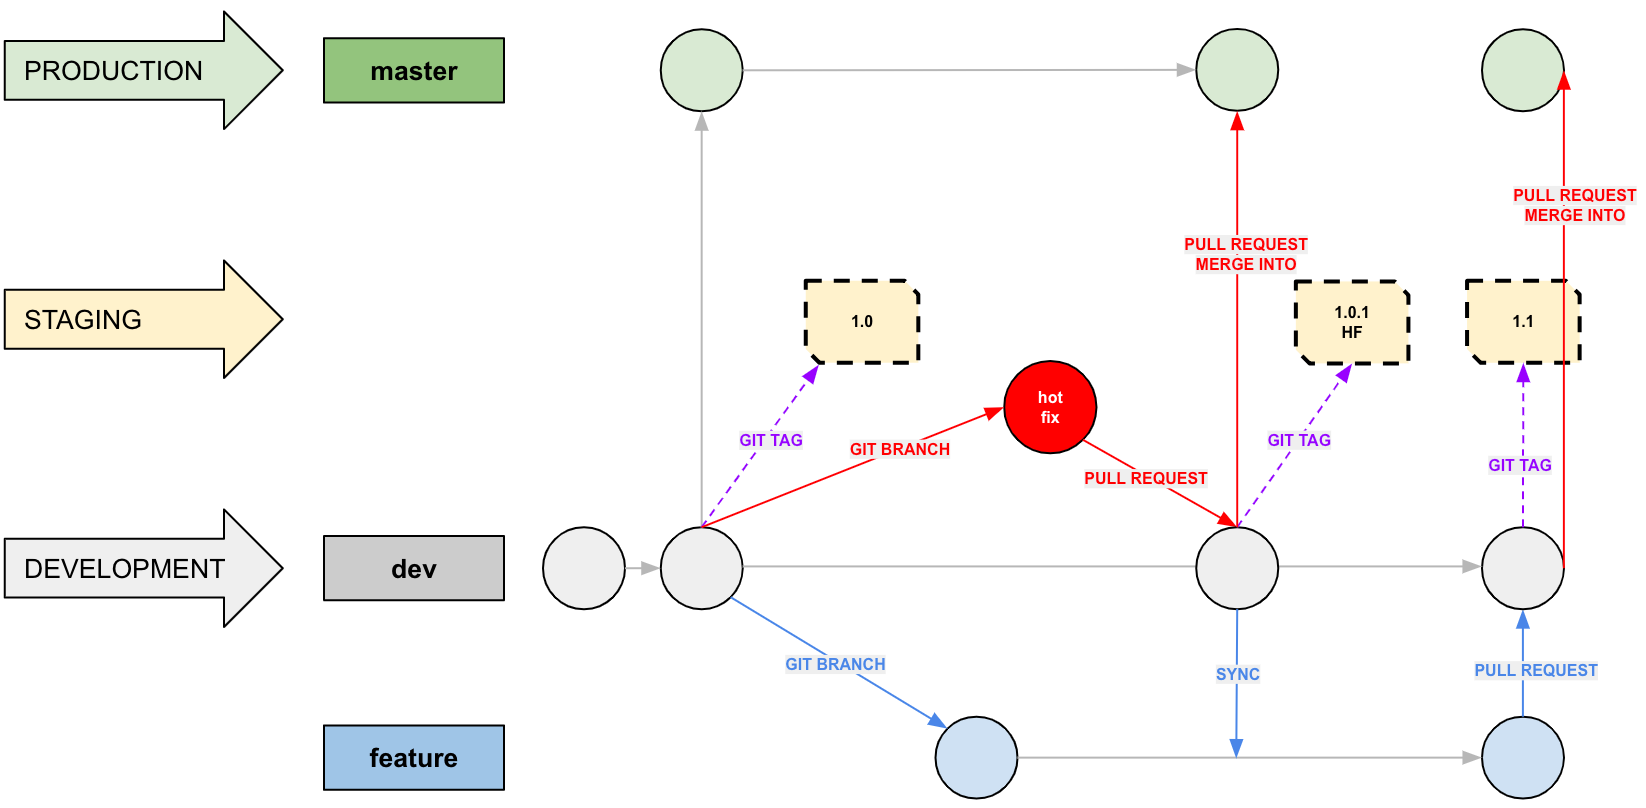 PRODUCTION
master
PULL REQUEST
MERGE INTO
PULL REQUEST
MERGE INTO
STAGING
1.0
1.0.1
HF
1.1
hot
fix
GIT TAG
GIT BRANCH
GIT TAG
GIT TAG
PULL REQUEST
DEVELOPMENT
dev
GIT BRANCH
SYNC
PULL REQUEST
feature